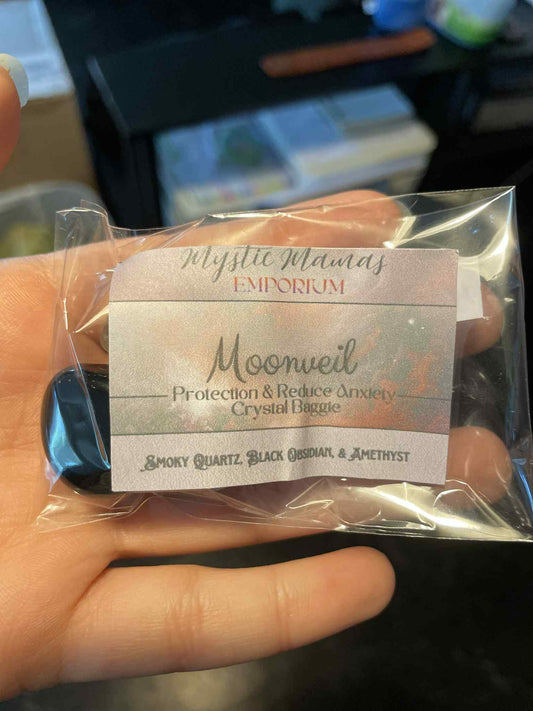 Mystic Mamas
EMPORIUM
Moonveil
Protection & Reduce Anxiety
Crystal Baggie
Smoky Quartz, Black Obsidian, & Amethyst